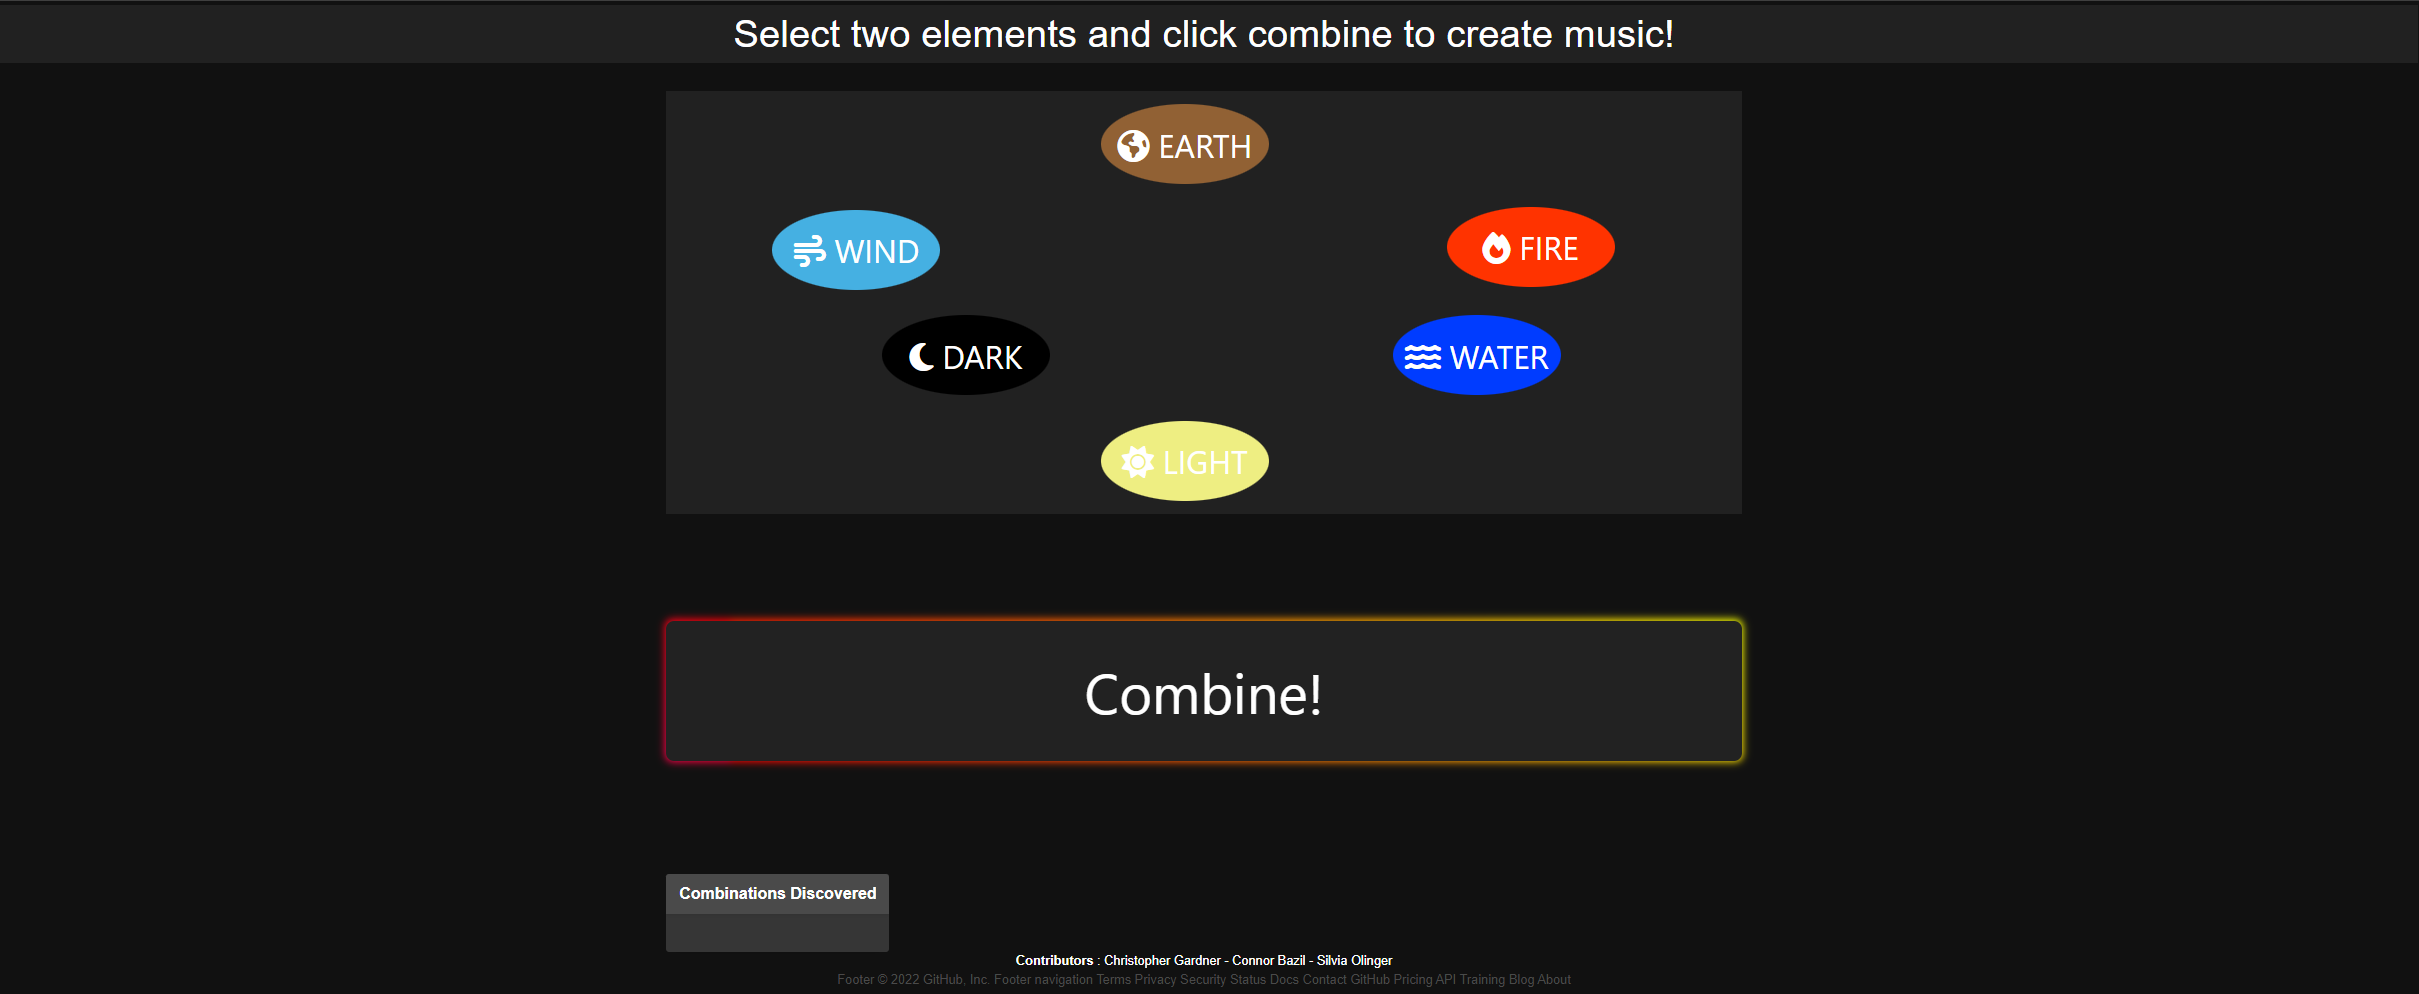 Select two elements and click combine to create music!
EARTH
WIND
FIRE
DARK
WATER
LIGHT
Combine!
Combinations Discovered
Contributors : Christopher Gardner - Connor Bazil - Silvia Olinger
Footer © 2022 GitHub, Inc. Footer navigation Terms Privacy Security Status Docs Contact GitHub Pricing API Training Blog About